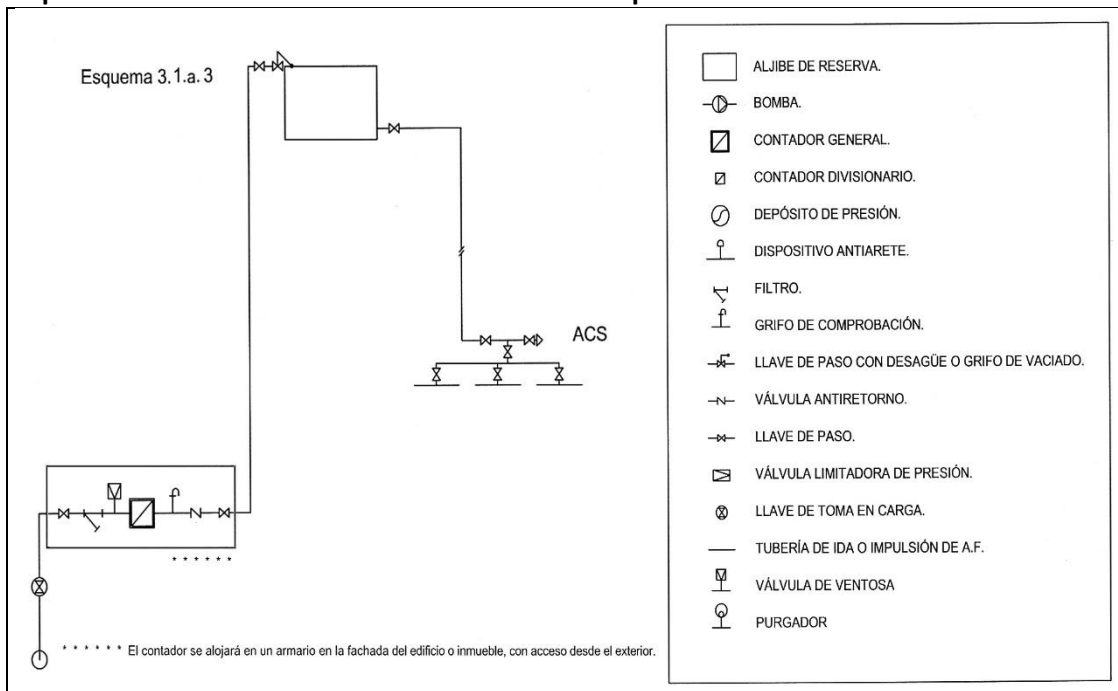 Esquema 3.1.a.3
ACS
* * * * * *
* * * * * * El contador se alojará en un armario en la fachada del edificio o inmueble, con acceso desde el exterior.
ALJIBE DE RESERVA.
BOMBA.
CONTADOR GENERAL.
CONTADOR DIVISIONARIO.
DEPÓSITO DE PRESIÓN.
DISPOSITIVO ANTIARETE.
FILTRO.
GRIFO DE COMPROBACIÓN.
LLAVE DE PASO CON DESAGÜE O GRIFO DE VACIADO.
VÁLVULA ANTIRETORNO.
LLAVE DE PASO.
VÁLVULA LIMITADORA DE PRESIÓN.
LLAVE DE TOMA EN CARGA.
TUBERÍA DE IDA O IMPULSIÓN DE A.F.
VÁLVULA DE VENTOSA
PURGADOR